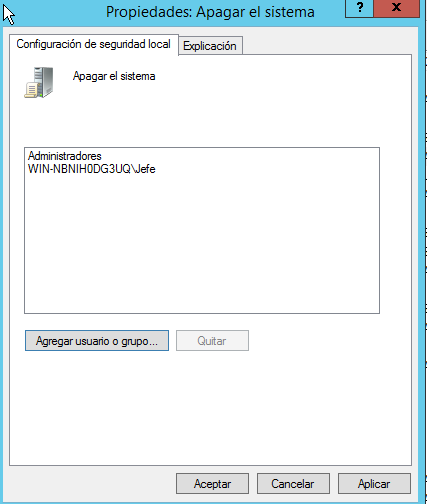 Propiedades: Apagar el sistema
? x
Configuración de seguridad local Explicación
Apagar el sistema
Administradores
WIN-NBNIH0DG3UQ\Jefe
Agregar usuario o grupo... Quitar
Aceptar Cancelar Aplicar